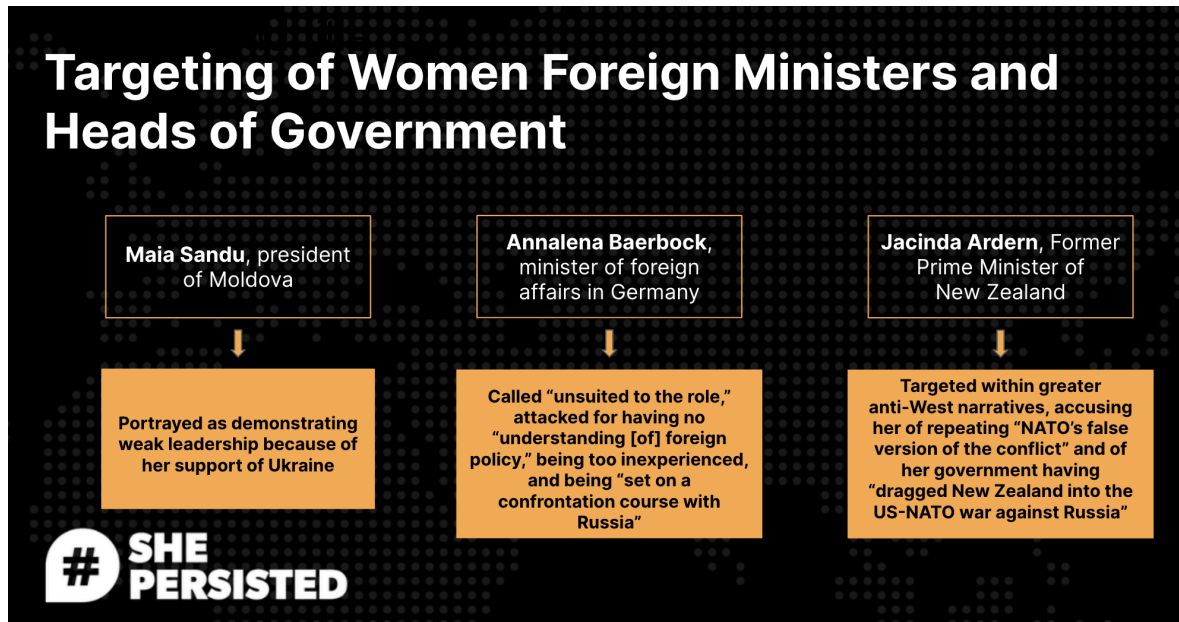 Targeting of Women Foreign Ministers and
Heads of Government
Maia Sandu, president
of Moldova
Portrayed as demonstrating
weak leadership because of
her support of Ukraine
Annalena Baerbock,
minister of foreign
affairs in Germany
Called “unsuited to the role,”
attacked for having no
“understanding [of] foreign
policy,” being too inexperienced,
and being “set on a
confrontation course with
Russia”
Jacinda Ardern, Former
Prime Minister of
New Zealand
Targeted within greater
anti-West narratives, accusing
her of repeating “NATO’s false
version of the conflict” and of
her government having
“dragged New Zealand into the
US-NATO war against Russia”
# SHE
PERSISTED